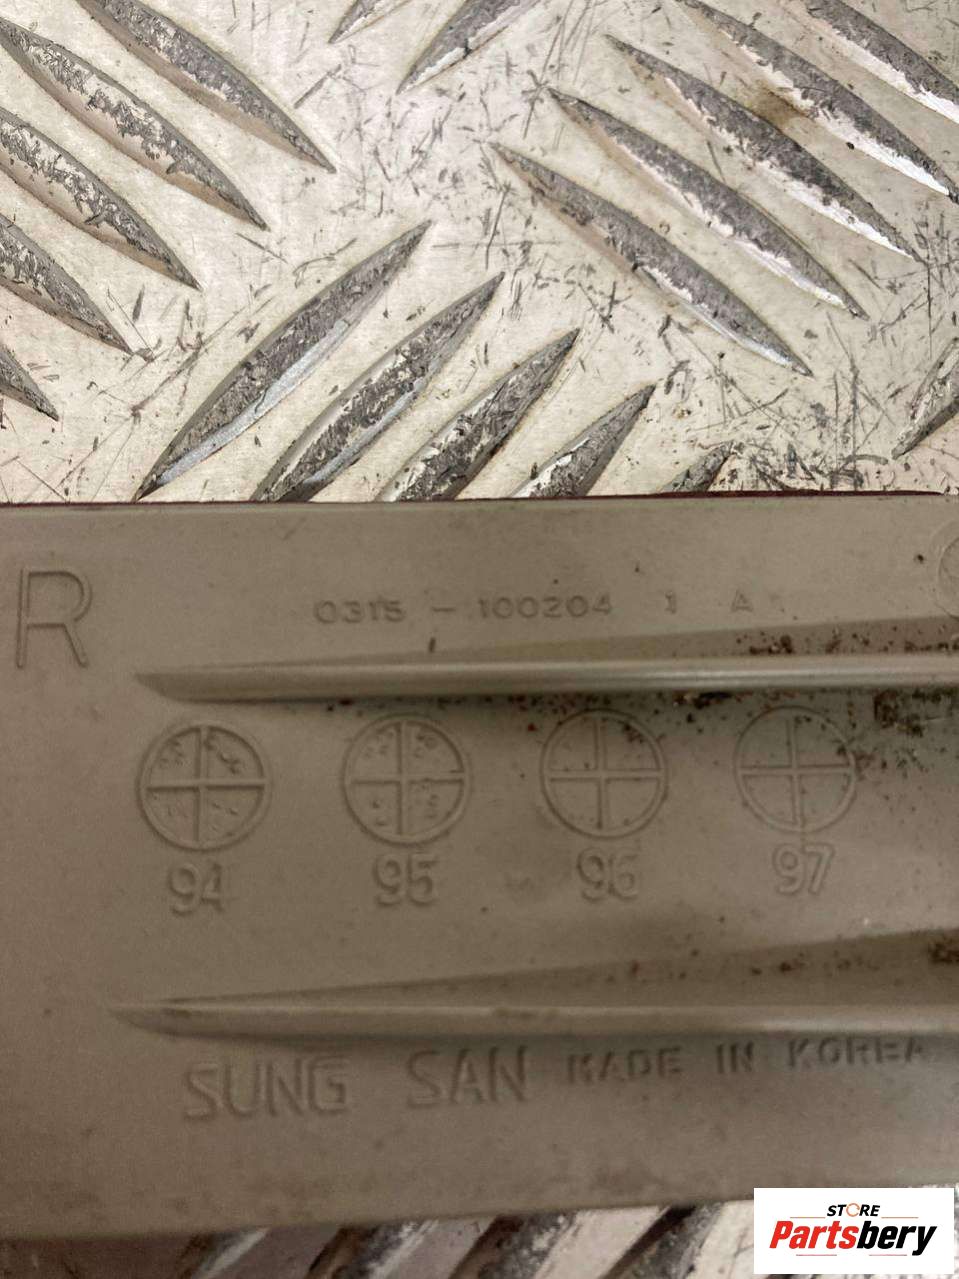 R
0315 - 100204 1 A
94 95 96 97
SUNG SAN MADE IN KOREA
STORE
Partsbery